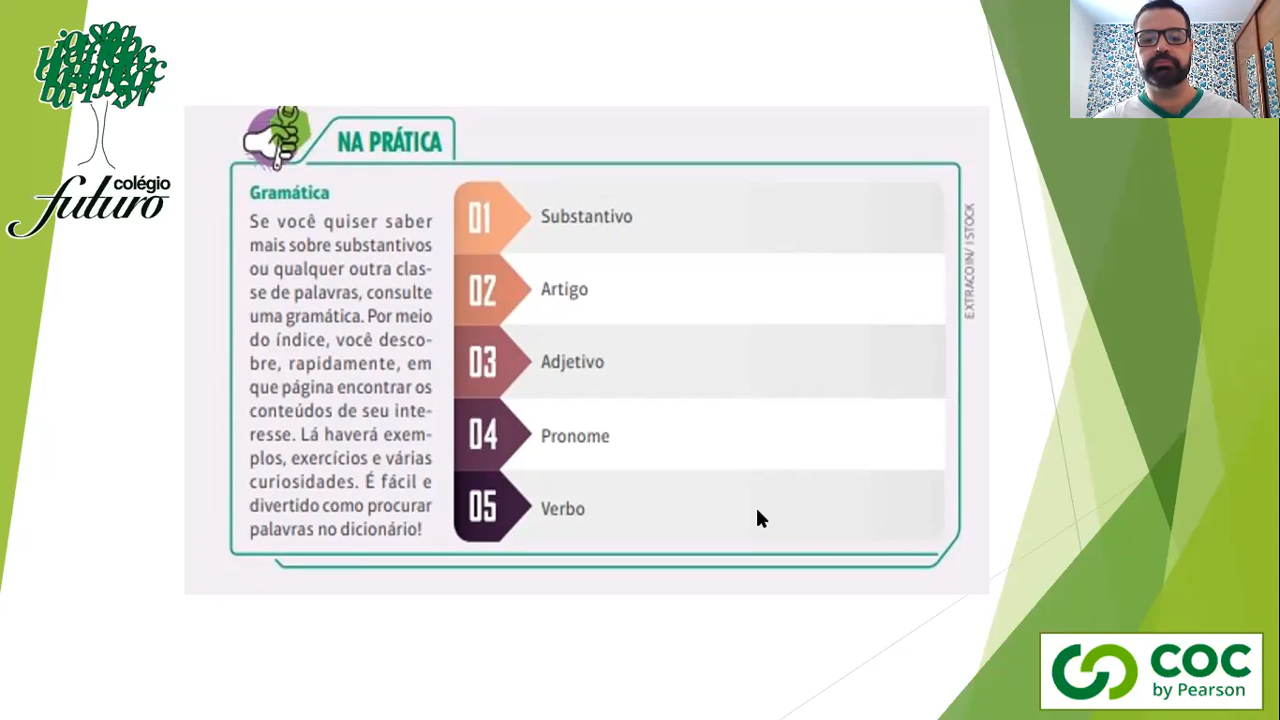 colégio
futuro
NA PRÁTICA
Gramática
Se você quiser saber
mais sobre substantivos
ou qualquer outra clas-
se de palavras, consulte
uma gramática. Por meio
do índice, você desco-
bre, rapidamente, em
que página encontrar os
conteúdos de seu inte-
resse. Lá haverá exem-
plos, exercícios e várias
curiosidades. É fácil e
divertido como procurar
palavras no dicionário!
01 Substantivo
02 Artigo
03 Adjetivo
04 Pronome
05 Verbo
EXTRACOIN/ ISTOCK
COC
by Pearson